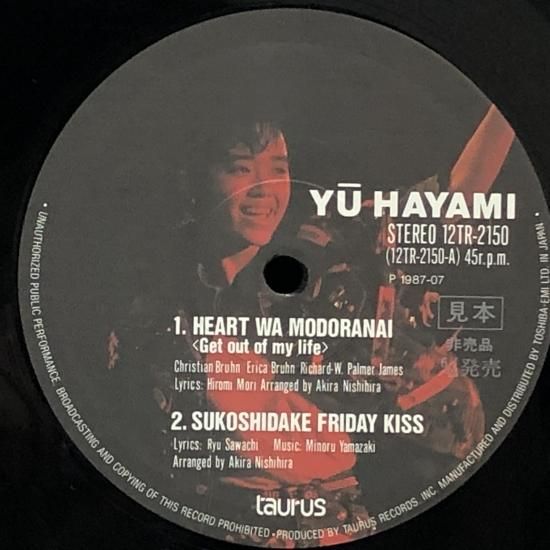 YŪ HAYAMI
STEREO 12TR-2150
(12TR-2150-A) 45r.p.m.
P 1987-07
見本
非売品
発売
1. HEART WA MODORANAI
<Get out of my life>
Christian Bruhn Erica Bruhn Richard-W. Palmer James
Lyrics: Hiromi Mori Arranged by Akira Nishihira
2. SUKOSHIDAKE FRIDAY KISS
Lyrics: Ryu Sawachi Music: Minoru Yamazaki
Arranged by Akira Nishihira
taurus
• UNAUTHORIZED PUBLIC PERFORMANCE, BROADCASTING AND COPYING OF THIS RECORD PROHIBITED • PRODUCED BY TAURUS RECORDS, INC. MANUFACTURED AND DISTRIBUTED BY TOSHIBA-EMI LTD. IN JAPAN •